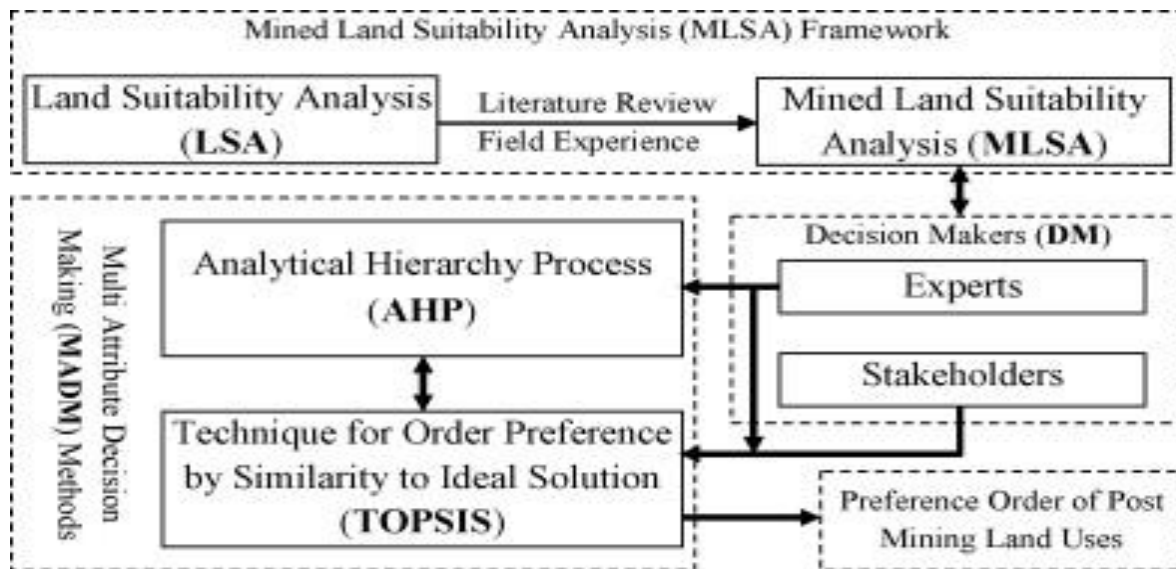 Mined Land Suitability Analysis (MLSA) Framework
Land Suitability Analysis
(LSA)
Literature Review
Field Experience
Mined Land Suitability
Analysis (MLSA)
Multi Attribute Decision
Making (MADM) Methods
Analytical Hierarchy Process
(AHP)
Technique for Order Preference
by Similarity to Ideal Solution
(TOPSIS)
Decision Makers (DM)
Experts
Stakeholders
Preference Order of Post
Mining Land Uses